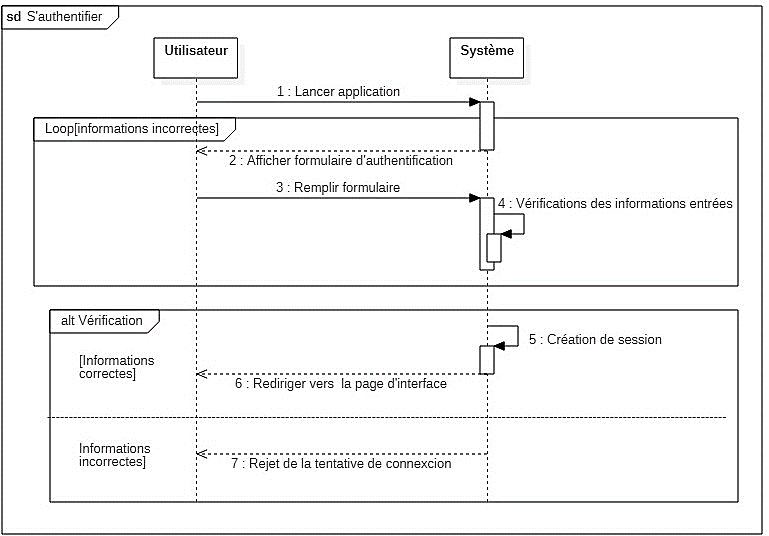 sd S'authentifier
Utilisateur
Système
1 : Lancer application
Loop[informations incorrectes]
2 : Afficher formulaire d'authentification
3 : Remplir formulaire
4 : Vérifications des informations entrées
alt Vérification
5 : Création de session
[Informations
correctes]
6 : Rediriger vers la page d'interface
Informations
incorrectes]
7 : Rejet de la tentative de connexcion